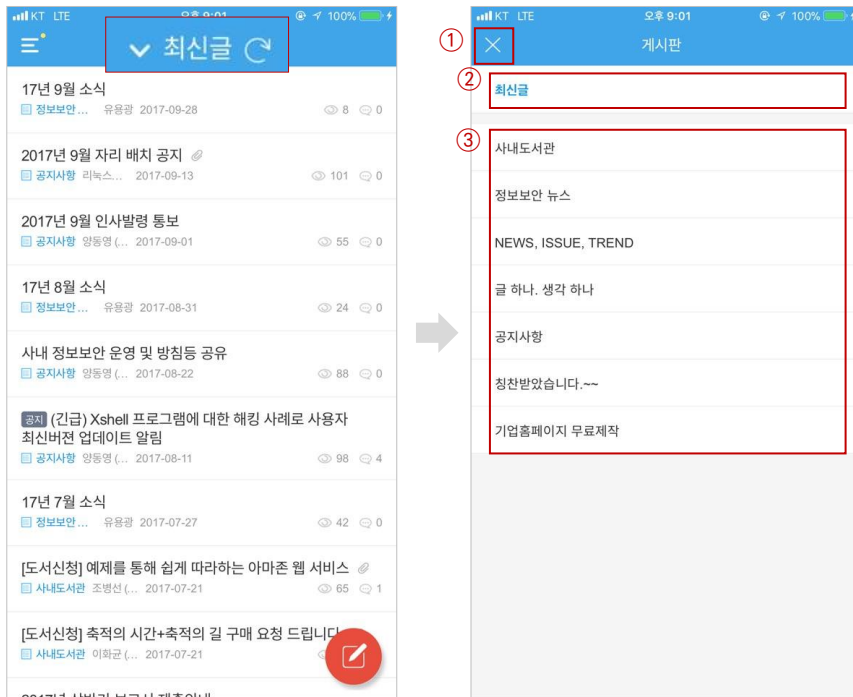 KT LTE 오후 9:01 100%
최신글
17년 9월 소식
정보보안... 유용광 2017-09-28 8 0
2017년 9월 자리 배치 공지
공지사항 리눅스... 2017-09-13 101 0
2017년 9월 인사발령 통보
공지사항 양동영 (... 2017-09-01 55 0
17년 8월 소식
정보보안... 유용광 2017-08-31 24 0
사내 정보보안 운영 및 방침등 공유
공지사항 양동영 (... 2017-08-22 88 0
공지 (긴급) Xshell 프로그램에 대한 해킹 사례로 사용자
최신버젼 업데이트 알림
공지사항 양동영 (... 2017-08-11 98 4
17년 7월 소식
정보보안... 유용광 2017-07-27 42 0
[도서신청] 예제를 통해 쉽게 따라하는 아마존 웹 서비스
사내도서관 조병선 (... 2017-07-21 65 1
[도서신청] 축적의 시간+축적의 길 구매 요청 드립니다
사내도서관 이화균 (... 2017-07-21
KT LTE 오후 9:01 100%
① 게시판
② 최신글
③
사내도서관
정보보안 뉴스
NEWS, ISSUE, TREND
글 하나. 생각 하나
공지사항
칭찬받았습니다.~~
기업홈페이지 무료제작